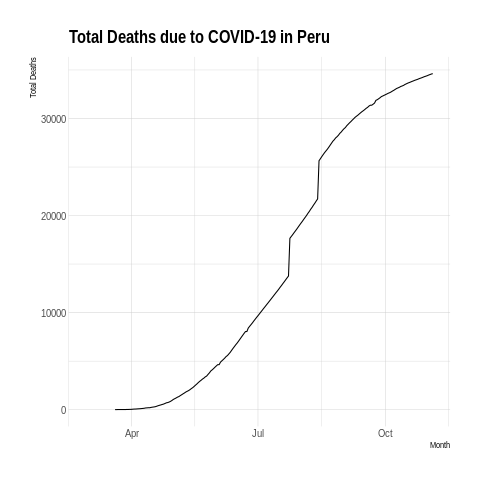 Total Deaths due to COVID-19 in Peru
Total Deaths
30000
20000
10000
0
Apr
Jul
Oct
Month